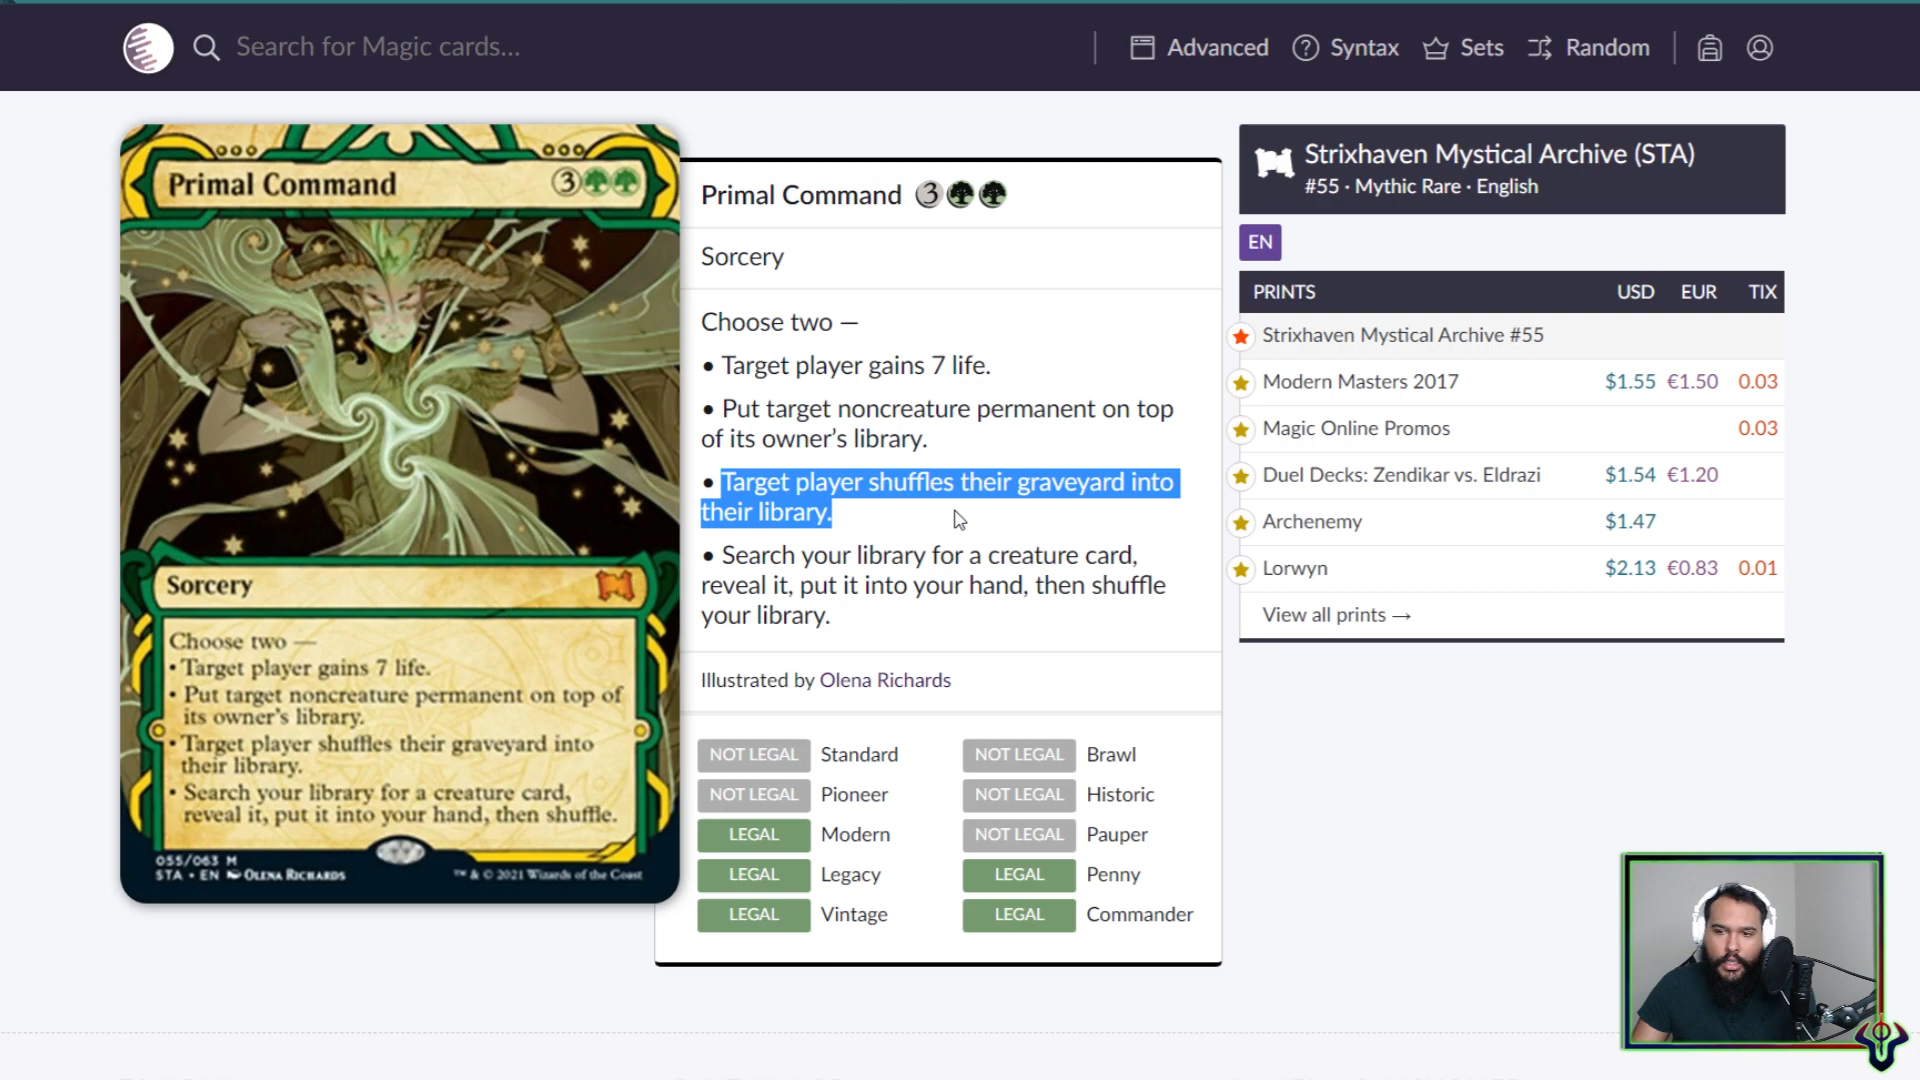 Search for Magic cards...
Advanced
Syntax
Sets
Random
Primal Command 3
Sorcery
Choose two —
• Target player gains 7 life.
• Put target noncreature permanent on top of
its owner's library.
• Target player shuffles their graveyard into
their library.
• Search your library for a creature card,
reveal it, put it into your hand, then shuffle.
055/063 M
STA • EN OLENA RICHARDS
™ & © 2021 Wizards of the Coast
Primal Command 3
Sorcery
Choose two —
• Target player gains 7 life.
• Put target noncreature permanent on top
of its owner’s library.
• Target player shuffles their graveyard into
their library.
• Search your library for a creature card,
reveal it, put it into your hand, then shuffle
your library.
Illustrated by Olena Richards
NOT LEGAL Standard NOT LEGAL Brawl
NOT LEGAL Pioneer NOT LEGAL Historic
LEGAL Modern NOT LEGAL Pauper
LEGAL Legacy LEGAL Penny
LEGAL Vintage LEGAL Commander
Strixhaven Mystical Archive (STA)
#55 · Mythic Rare · English
EN
PRINTS USD EUR TIX
Strixhaven Mystical Archive #55
Modern Masters 2017 $1.55 €1.50 0.03
Magic Online Promos 0.03
Duel Decks: Zendikar vs. Eldrazi $1.54 €1.20
Archenemy $1.47
Lorwyn $2.13 €0.83 0.01
View all prints →